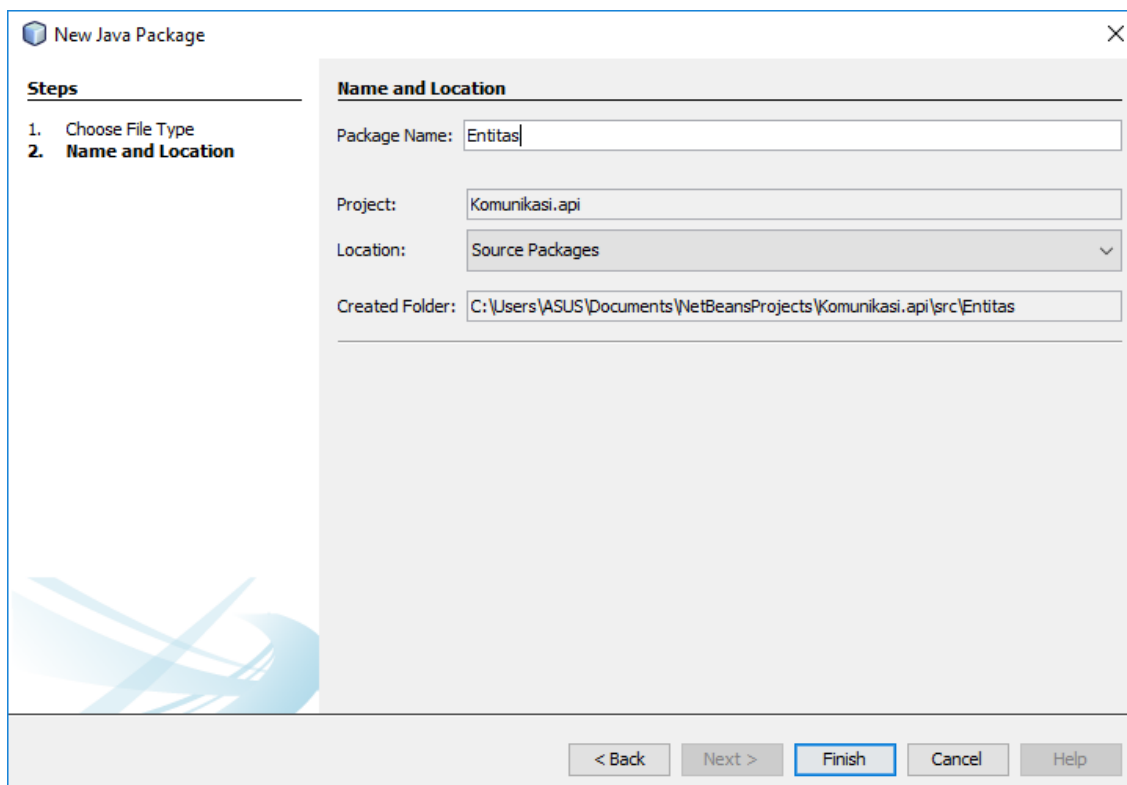 New Java Package
Steps
1. Choose File Type
2. Name and Location
Name and Location
Package Name: Entitas
Project: Komunikasi.api
Location: Source Packages
Created Folder: C:\Users\ASUS\Documents\NetBeansProjects\Komunikasi.api\src\Entitas
< Back Next > Finish Cancel Help